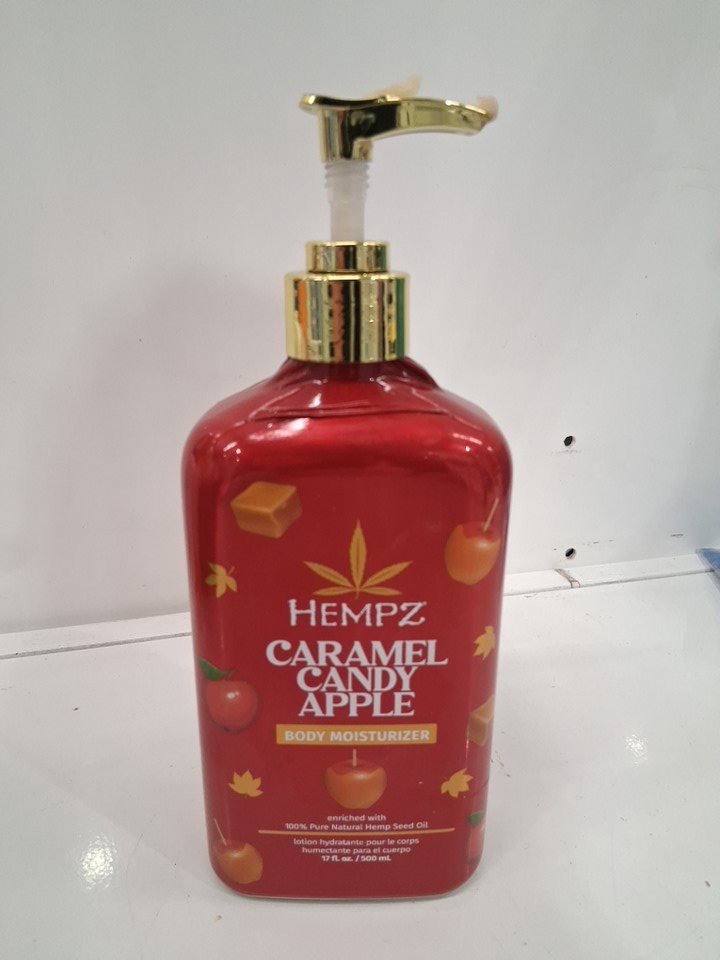 HEMPZ
CARAMEL
CANDY
APPLE
BODY MOISTURIZER
enriched with
100% Pure Natural Hemp Seed Oil
lotion hydratante pour le corps
humectante para el cuerpo
17 fl. oz. / 500 mL